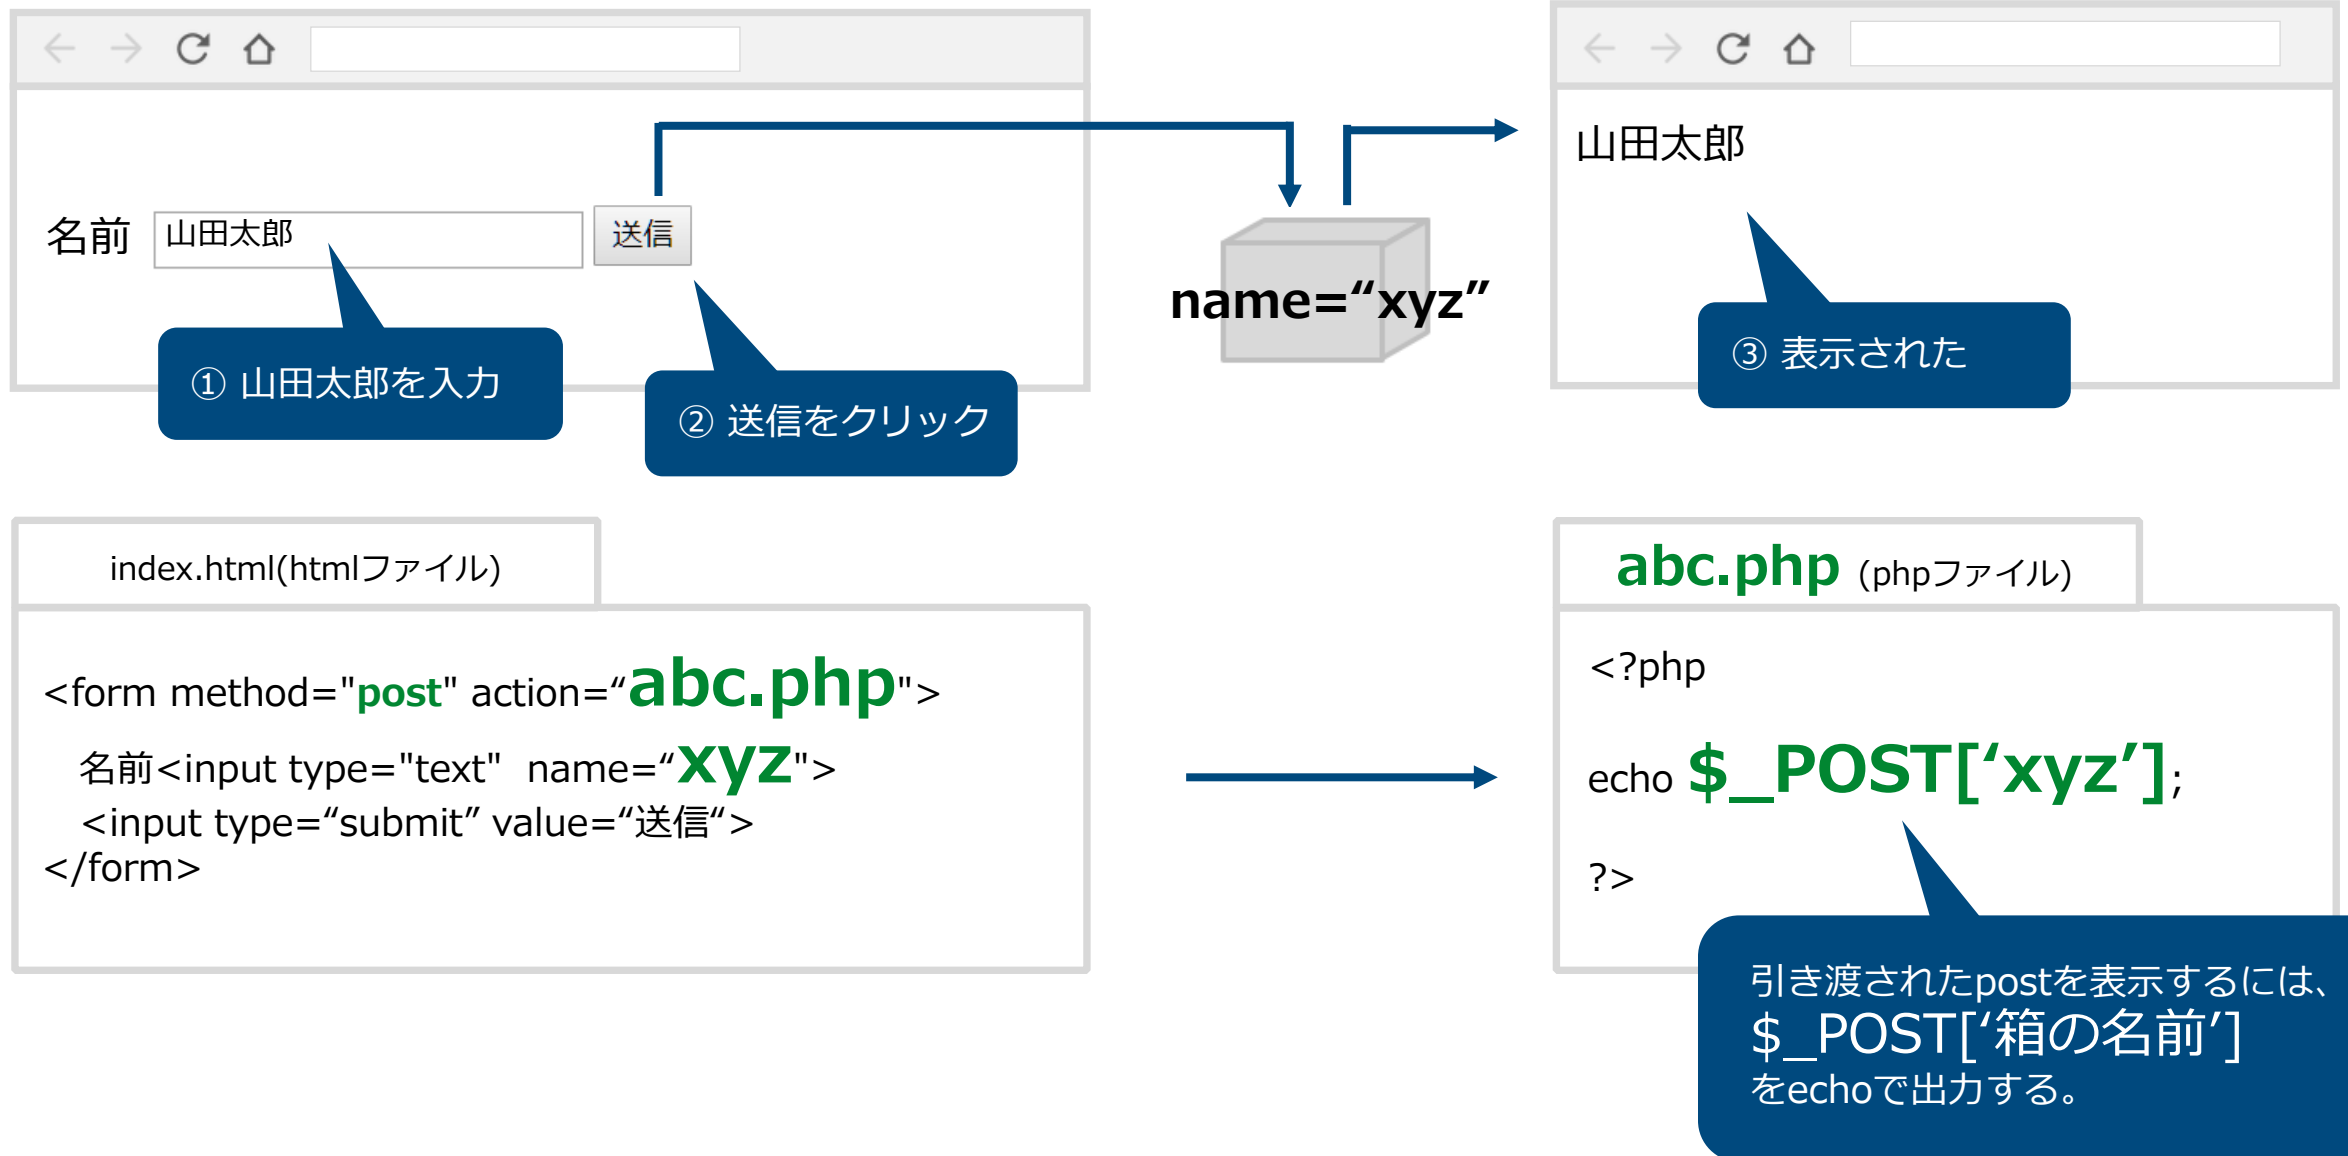 名前 山田太郎 送信
① 山田太郎を入力
② 送信をクリック
name=“xyz”
山田太郎
③ 表示された
index.html(htmlファイル)
<form method="post" action=“abc.php">
名前<input type="text" name=“xyz">
<input type=“submit” value=“送信“>
</form>
abc.php (phpファイル)
<?php
echo $_POST[‘xyz’];
?>
引き渡されたpostを表示するには、
$_POST[‘箱の名前’]
をechoで出力する。